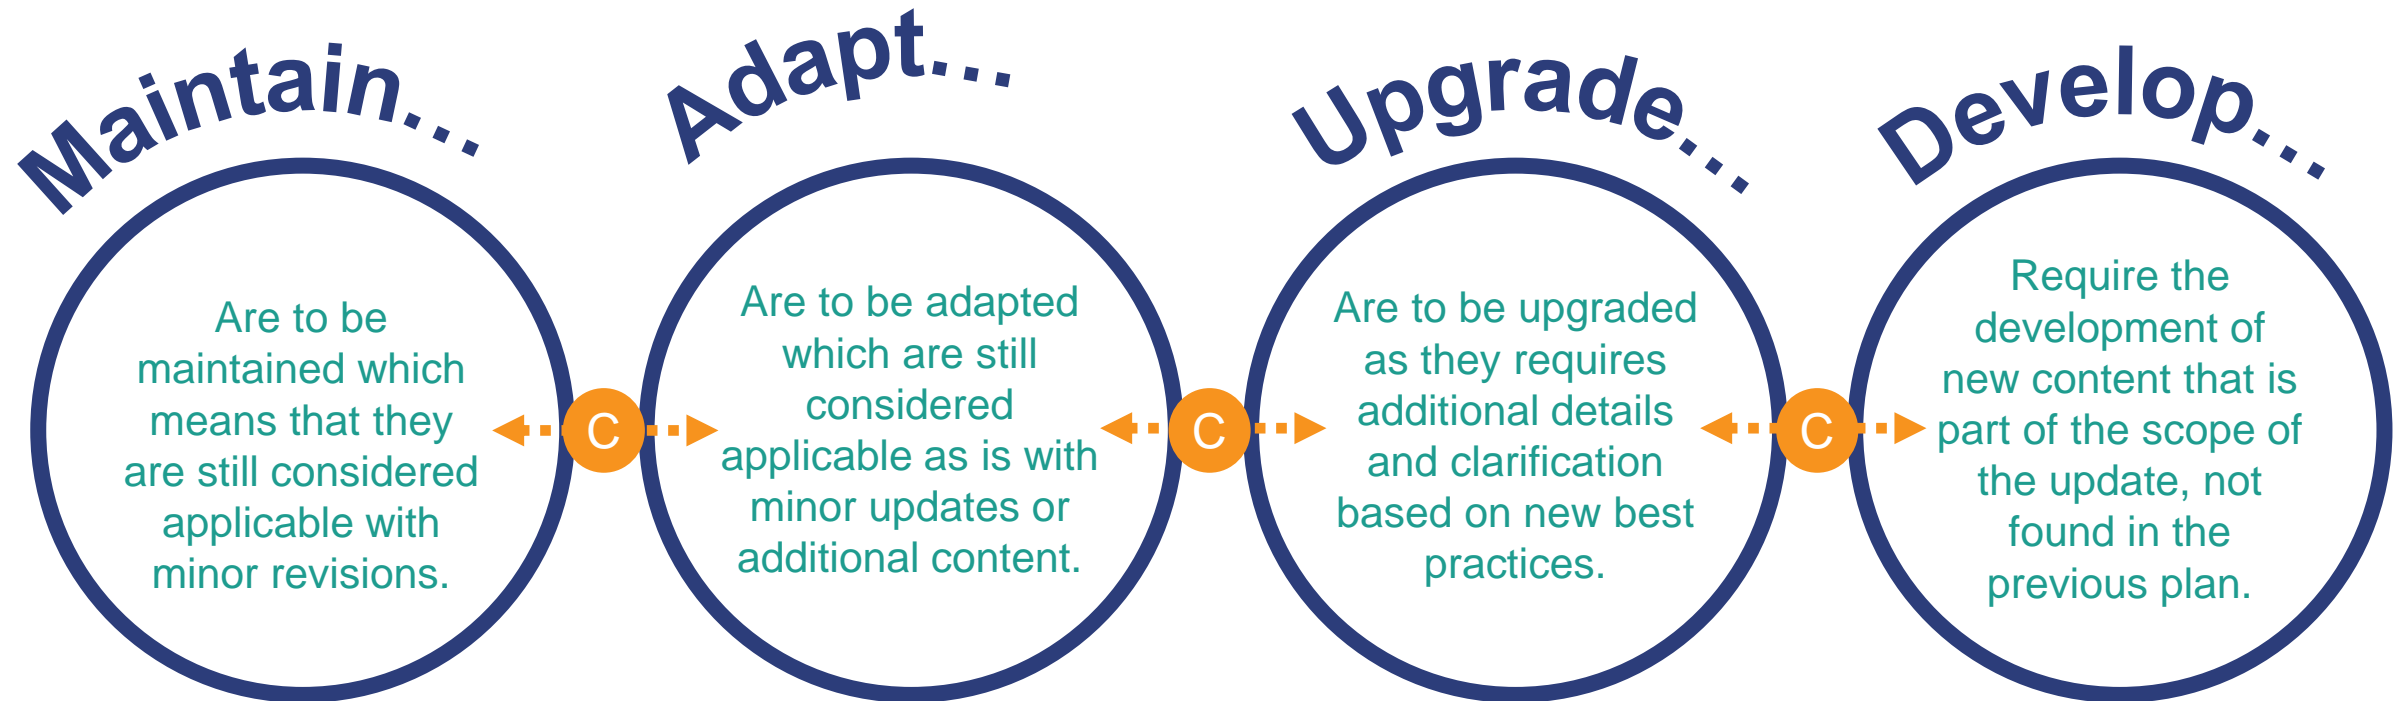 Maintain...
Are to be
maintained which
means that they
are still considered
applicable with
minor revisions.
C
Adapt...
Are to be adapted
which are still
considered
applicable as is with
minor updates or
additional content.
C
Upgrade...
Are to be upgraded
as they requires
additional details
and clarification
based on new best
practices.
C
Develop...
Require the
development of
new content that is
part of the scope of
the update, not
found in the
previous plan.